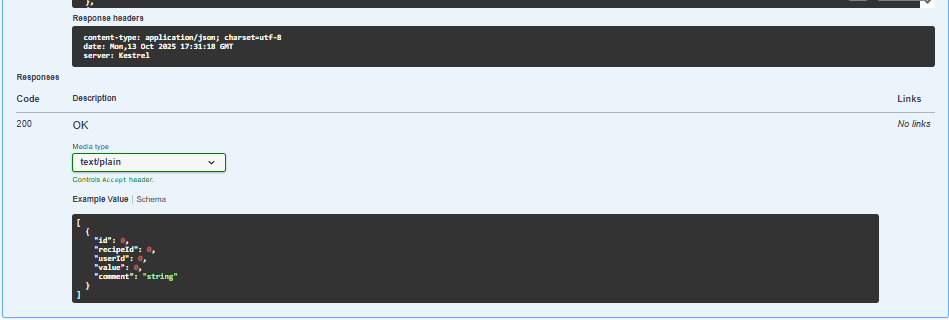 },
Response headers
content-type: application/json; charset=utf-8
date: Mon,13 Oct 2025 17:31:18 GMT
server: Kestrel
Responses
Code Description Links
200 OK No links
Media type
text/plain
Controls Accept header.
Example Value | Schema
[
{
"id": 0,
"recipeId": 0,
"userId": 0,
"value": 0,
"comment": "string"
}
]